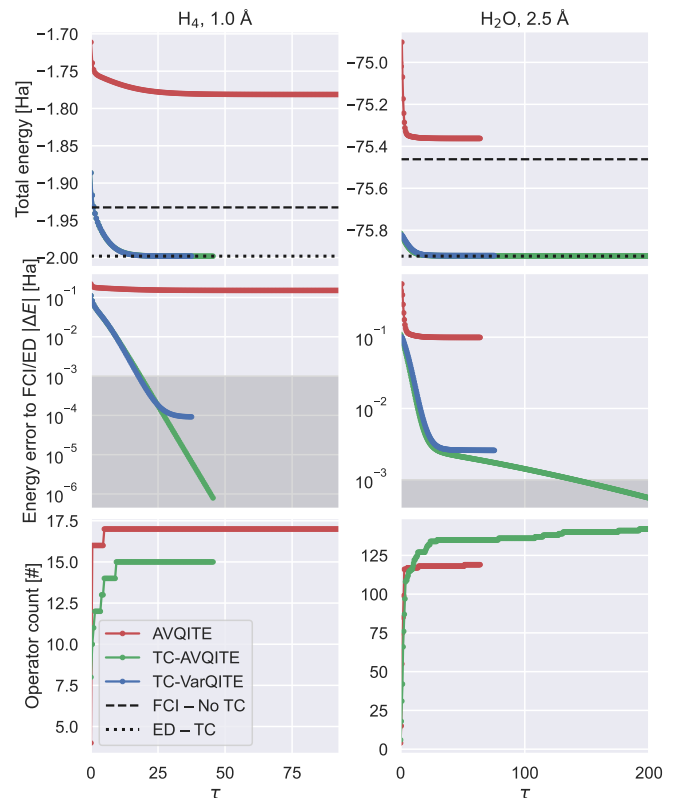 H₄, 1.0 Å
H₂O, 2.5 Å
Total energy [Ha]
−1.70
−1.75
−1.80
−1.85
−1.90
−1.95
−2.00
−75.0
−75.2
−75.4
−75.6
−75.8
Energy error to FCI/ED |ΔE| [Ha]
10⁻¹
10⁻²
10⁻³
10⁻⁴
10⁻⁵
10⁻⁶
10⁻¹
10⁻²
10⁻³
Operator count [#]
17.5
15.0
12.5
10.0
7.5
5.0
125
100
75
50
25
0
AVQITE
TC-AVQITE
TC-VarQITE
FCI – No TC
ED – TC
0 25 50 75
τ
0 100 200
τ